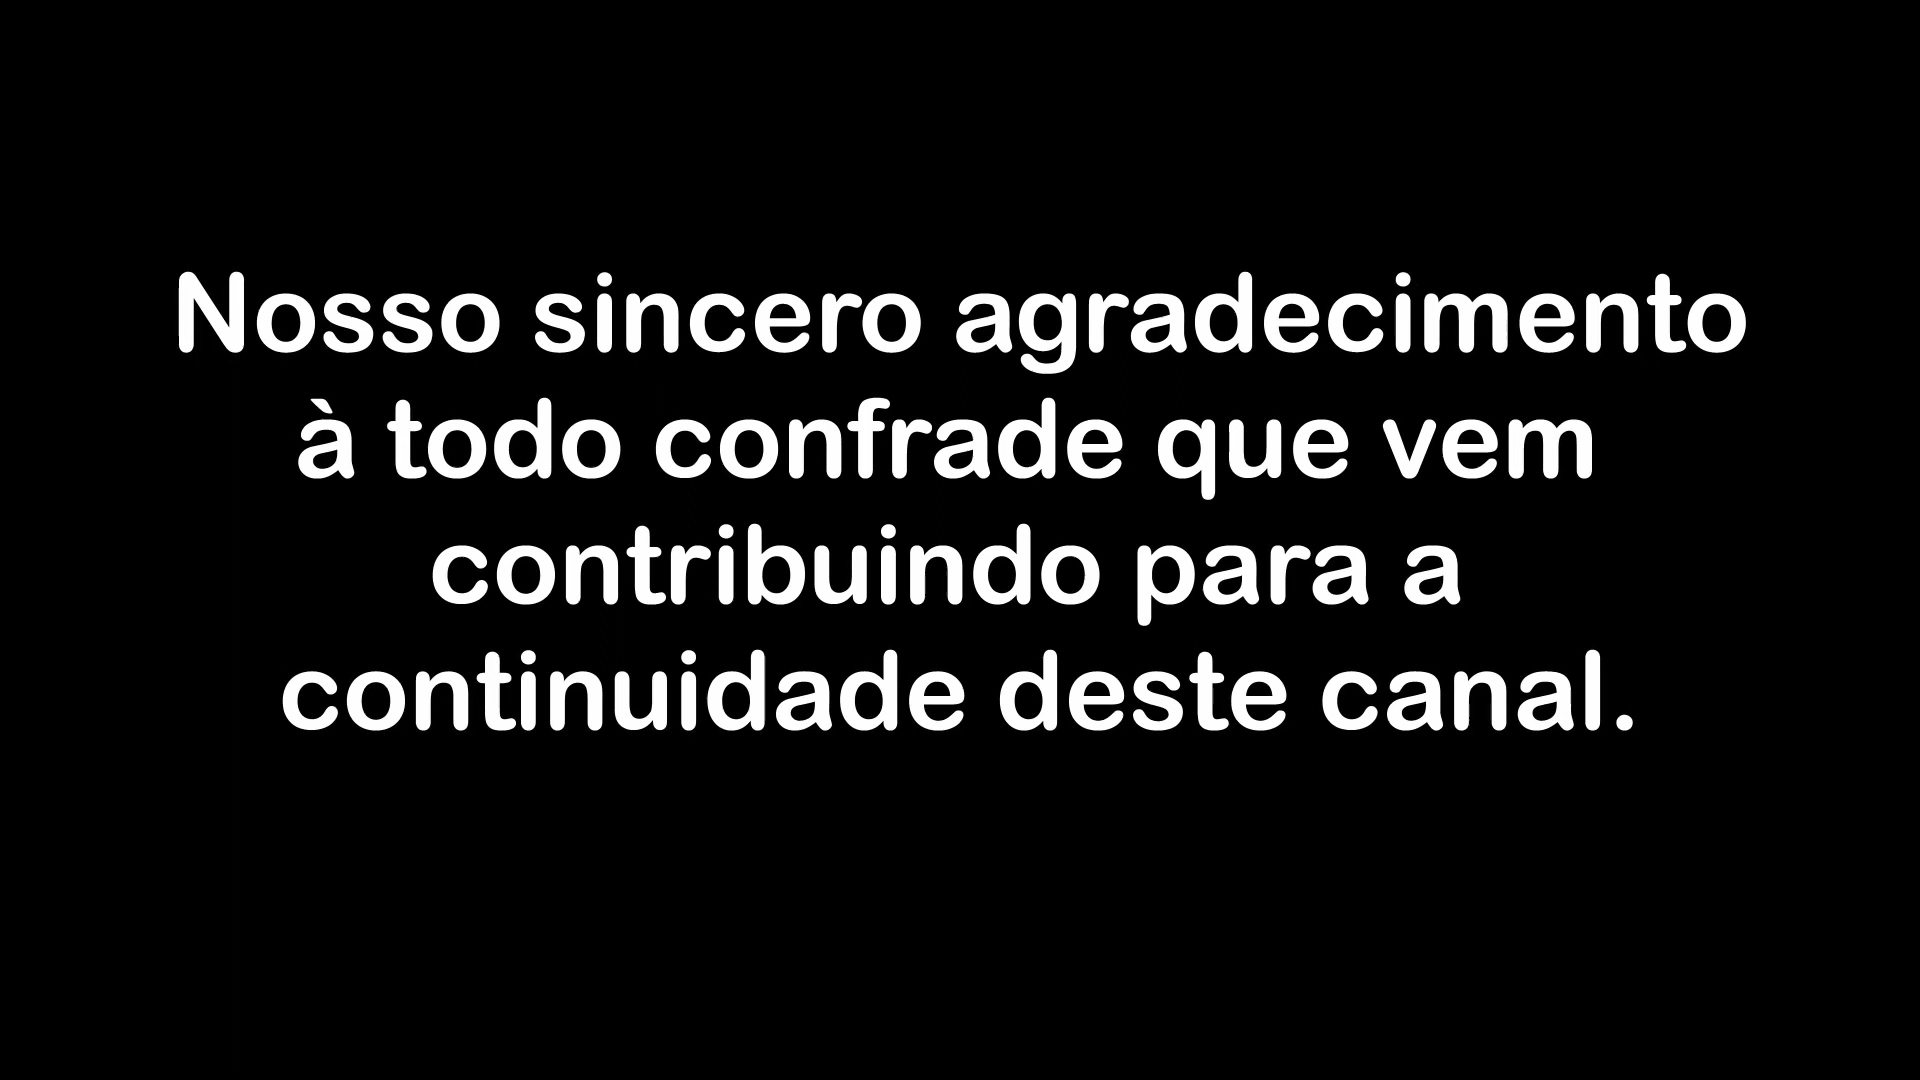 Nosso sincero agradecimento
à todo confrade que vem
contribuindo para a
continuidade deste canal.